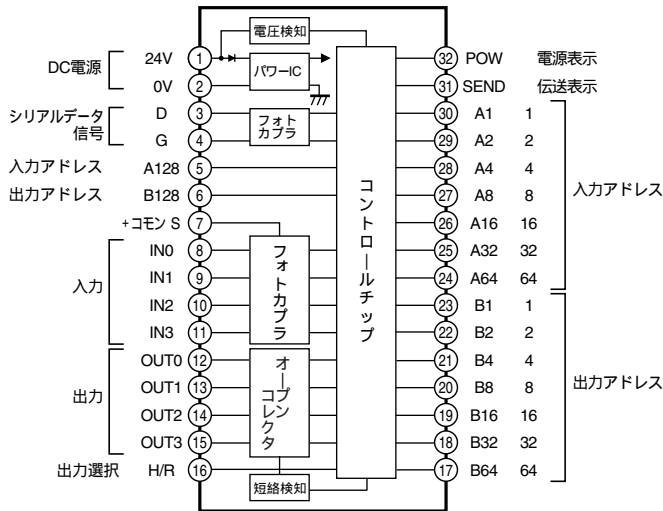 電圧検知
DC電源
24V 1
パワーIC
32 POW 電源表示
0V 2
31 SEND 伝送表示
シリアルデータ
信号
D 3
フォト
カプラ
30 A1 1
G 4
29 A2 2
入力アドレス A128 5
28 A4 4
出力アドレス B128 6
27 A8 8
入力アドレス
+コモン S 7
26 A16 16
入力
IN0 8
25 A32 32
IN1 9
24 A64 64
IN2 10
23 B1 1
IN3 11
22 B2 2
フォトカプラ
コントロールチップ
出力
OUT0 12
21 B4 4
OUT1 13
20 B8 8
出力アドレス
OUT2 14
19 B16 16
OUT3 15
18 B32 32
オープン
コレクタ
出力選択 H/R 16
17 B64 64
短絡検知